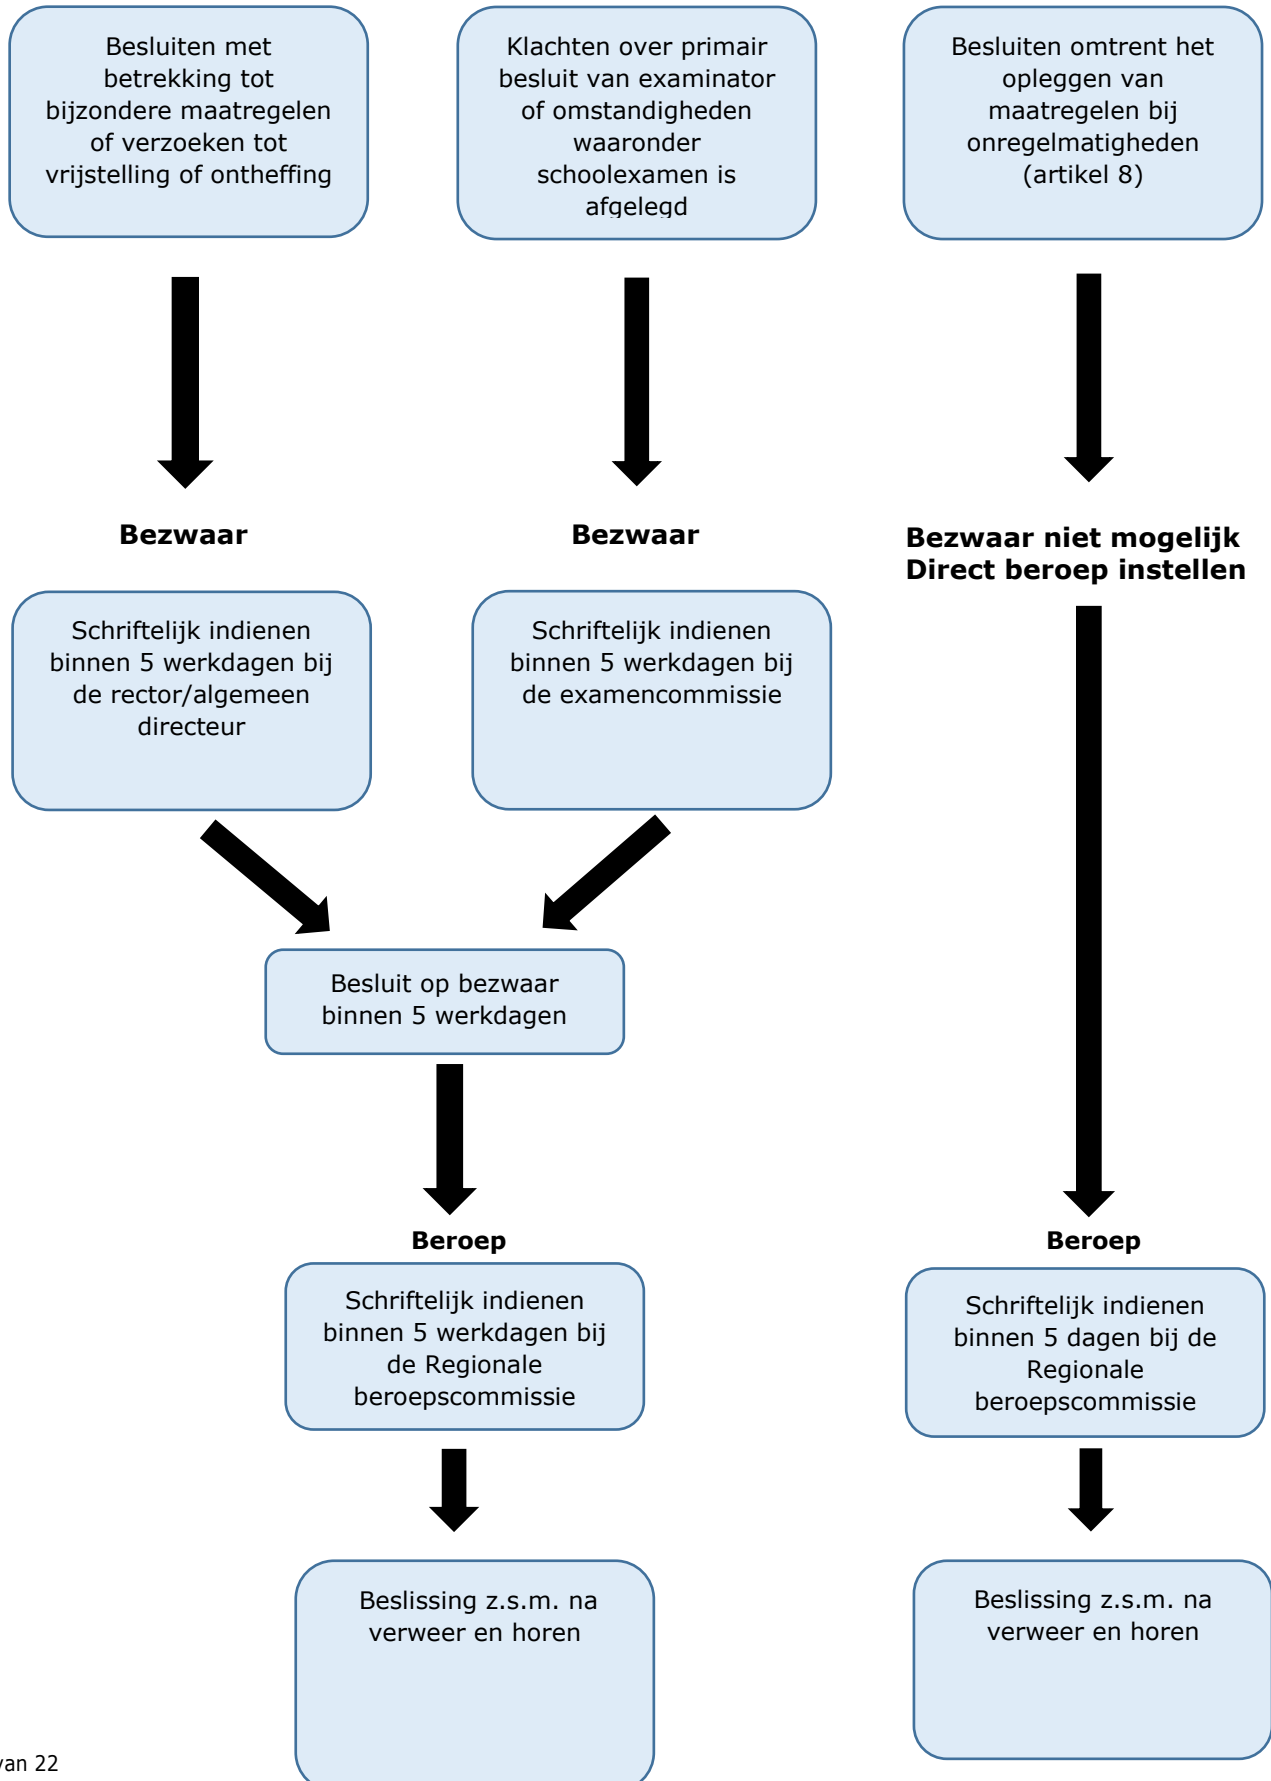 Besluiten met
betrekking tot
bijzondere maatregelen
of verzoeken tot
vrijstelling of ontheffing
Klachten over primair
besluit van examinator
of omstandigheden
waaronder
schoolexamen is
afgelegd
Besluiten omtrent het
opleggen van
maatregelen bij
onregelmatigheden
(artikel 8)
Bezwaar
Bezwaar
Bezwaar niet mogelijk
Direct beroep instellen
Schriftelijk indienen
binnen 5 werkdagen bij
de rector/algemeen
directeur
Schriftelijk indienen
binnen 5 werkdagen bij
de examencommissie
Besluit op bezwaar
binnen 5 werkdagen
Beroep
Beroep
Schriftelijk indienen
binnen 5 werkdagen bij
de Regionale
beroepscommissie
Schriftelijk indienen
binnen 5 dagen bij de
Regionale
beroepscommissie
Beslissing z.s.m. na
verweer en horen
Beslissing z.s.m. na
verweer en horen
van 22